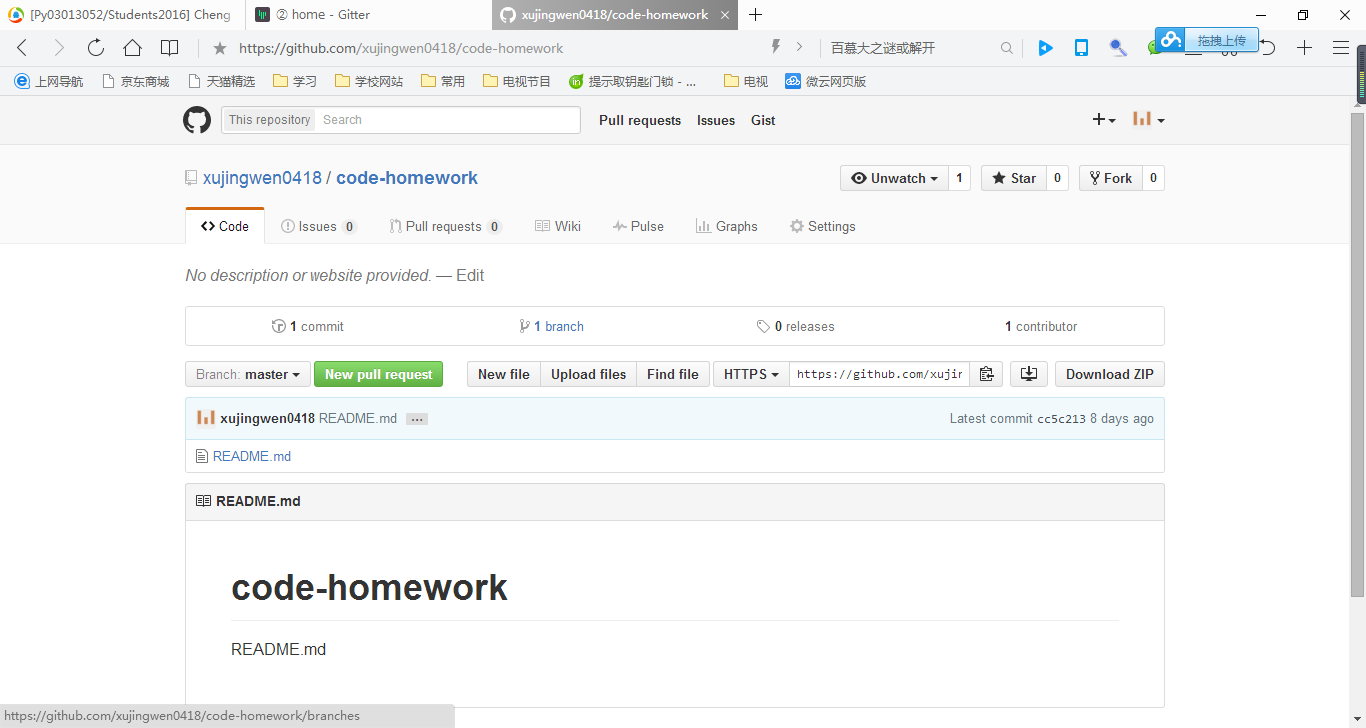 [Py03013052/Students2016] Cheng
② home - Gitter
xujingwen0418/code-homework
https://github.com/xujingwen0418/code-homework
百慕大之谜或解开
拖拽上传
上网导航
京东商城
天猫精选
学习
学校网站
常用
电视节目
提示取钥匙门锁 - ...
电视
微云网页版
This repository Search
Pull requests Issues Gist
xujingwen0418 / code-homework
Unwatch 1
Star 0
Fork 0
Code
Issues 0
Pull requests 0
Wiki
Pulse
Graphs
Settings
No description or website provided. — Edit
1 commit
1 branch
0 releases
1 contributor
Branch: master
New pull request
New file
Upload files
Find file
HTTPS
https://github.com/xujin
Download ZIP
xujingwen0418 README.md ...
Latest commit cc5c213 8 days ago
README.md
README.md
code-homework
README.md
https://github.com/xujingwen0418/code-homework/branches